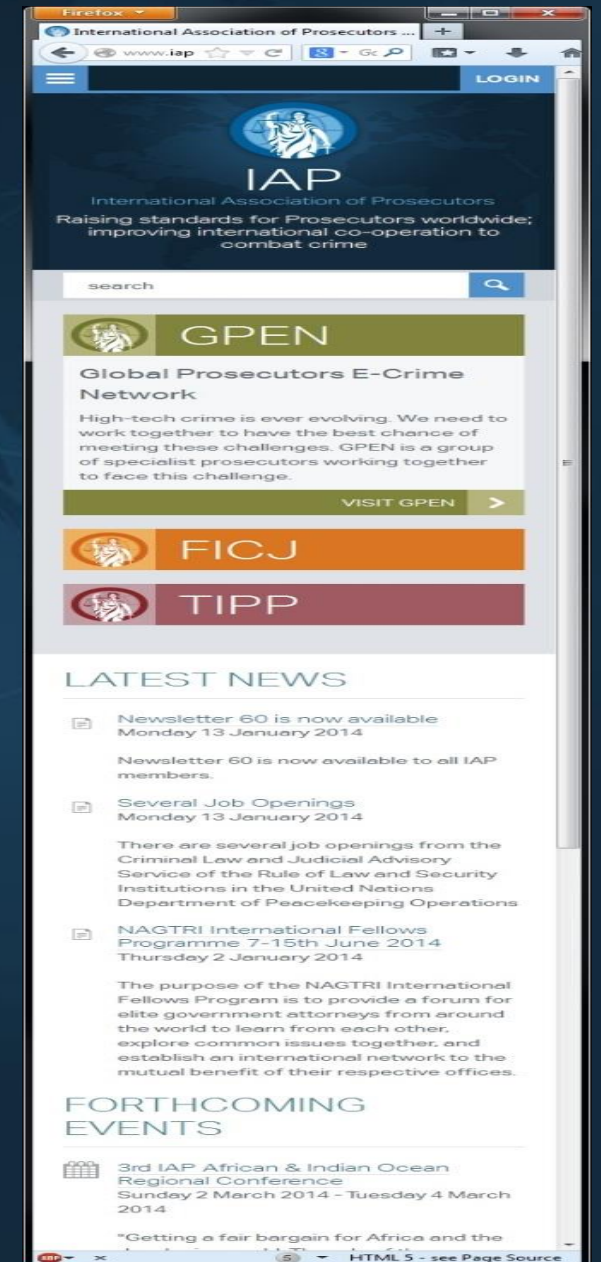 Firefox
International Association of Prosecutors ...
www.iap
LOGIN
IAP
International Association of Prosecutors
Raising standards for Prosecutors worldwide;
improving international co-operation to
combat crime
search
GPEN
Global Prosecutors E-Crime
Network
High-tech crime is ever evolving. We need to
work together to have the best chance of
meeting these challenges. GPEN is a group
of specialist prosecutors working together
to face this challenge.
VISIT GPEN
FICJ
TIPP
LATEST NEWS
Newsletter 60 is now available
Monday 13 January 2014
Newsletter 60 is now available to all IAP
members.
Several Job Openings
Monday 13 January 2014
There are several job openings from the
Criminal Law and Judicial Advisory
Service of the Rule of Law and Security
Institutions in the United Nations
Department of Peacekeeping Operations
NAGTRI International Fellows
Programme 7-15th June 2014
Thursday 2 January 2014
The purpose of the NAGTRI International
Fellows Program is to provide a forum for
elite government attorneys from around
the world to learn from each other,
explore common issues together, and
establish an international network to the
mutual benefit of their respective offices.
FORTHCOMING
EVENTS
3rd IAP African & Indian Ocean
Regional Conference
Sunday 2 March 2014 - Tuesday 4 March
2014
"Getting a fair bargain for Africa and the
HTML 5 - see Page Source